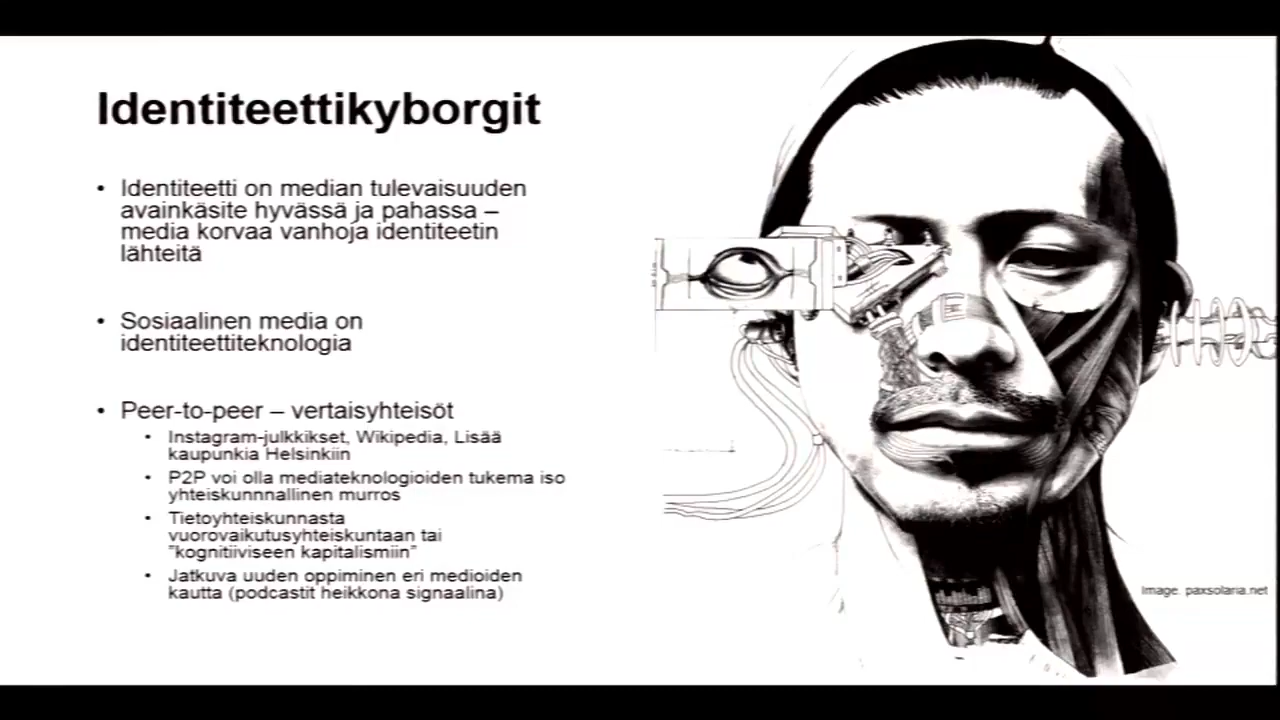 Identiteettikyborgit
• Identiteetti on median tulevaisuuden
avainkäsite hyvässä ja pahassa –
media korvaa vanhoja identiteetin
lähteitä
• Sosiaalinen media on
identiteettiteknologia
• Peer-to-peer – vertaisyhteisöt
• Instagram-julkkikset, Wikipedia, Lisää
kaupunkia Helsinkiin
• P2P voi olla mediateknologioiden tukema iso
yhteiskunnnallinen murros
• Tietoyhteiskunnasta
vuorovaikutusyhteiskuntaan tai
"kognitiiviseen kapitalismiin"
• Jatkuva uuden oppiminen eri medioiden
kautta (podcastit heikkona signaalina)
Image. paxsolaria.net